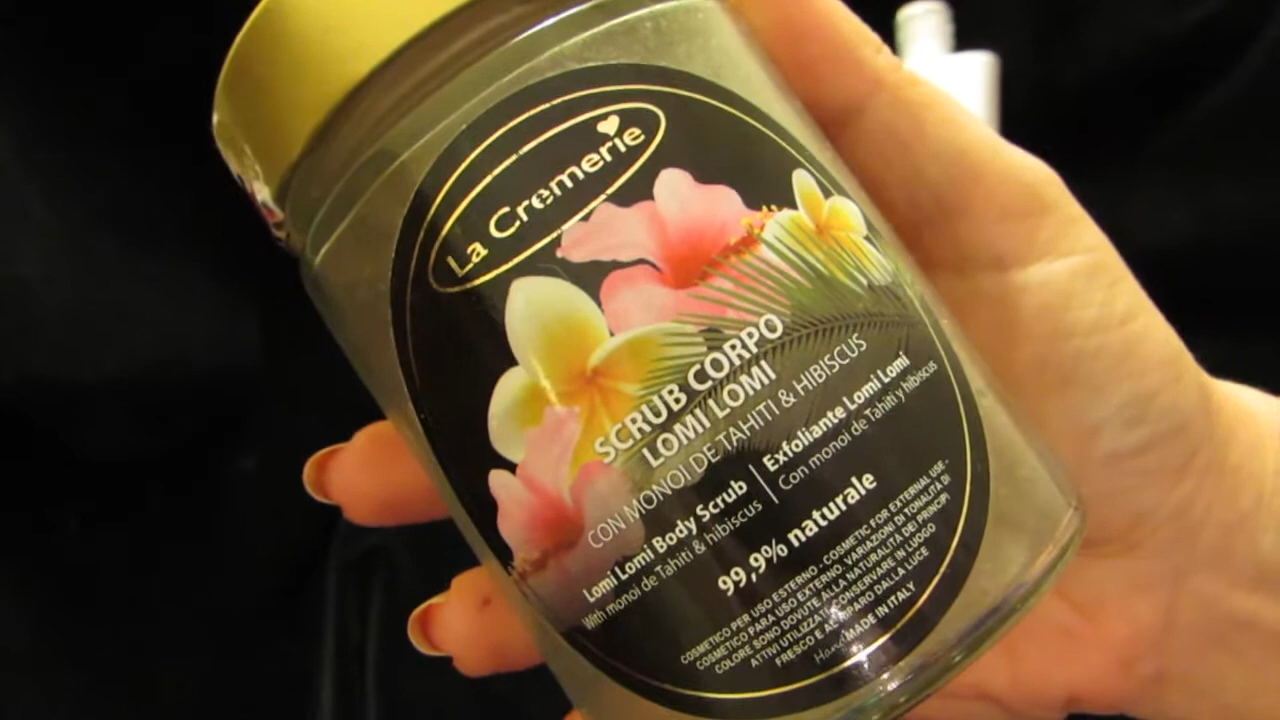 La Cremerie
SCRUB CORPO
LOMI LOMI
CON MONOI DE TAHITI & HIBISCUS
Lomi Lomi Body Scrub
With monoi de Tahiti & hibiscus
Exfoliante Lomi Lomi
Con monoi de Tahiti y hibiscus
99,9% naturale
COSMETICO PER USO ESTERNO - COSMETIC FOR EXTERNAL USE -
COSMETICO PARA USO EXTERNO. VARIAZIONI DI TONALITÀ DI
COLORE SONO DOVUTE ALLA NATURALITÀ DEI PRINCIPI
ATTIVI UTILIZZATI. CONSERVARE IN LUOGO
FRESCO E AL RIPARO DALLA LUCE
HandMADE IN ITALY